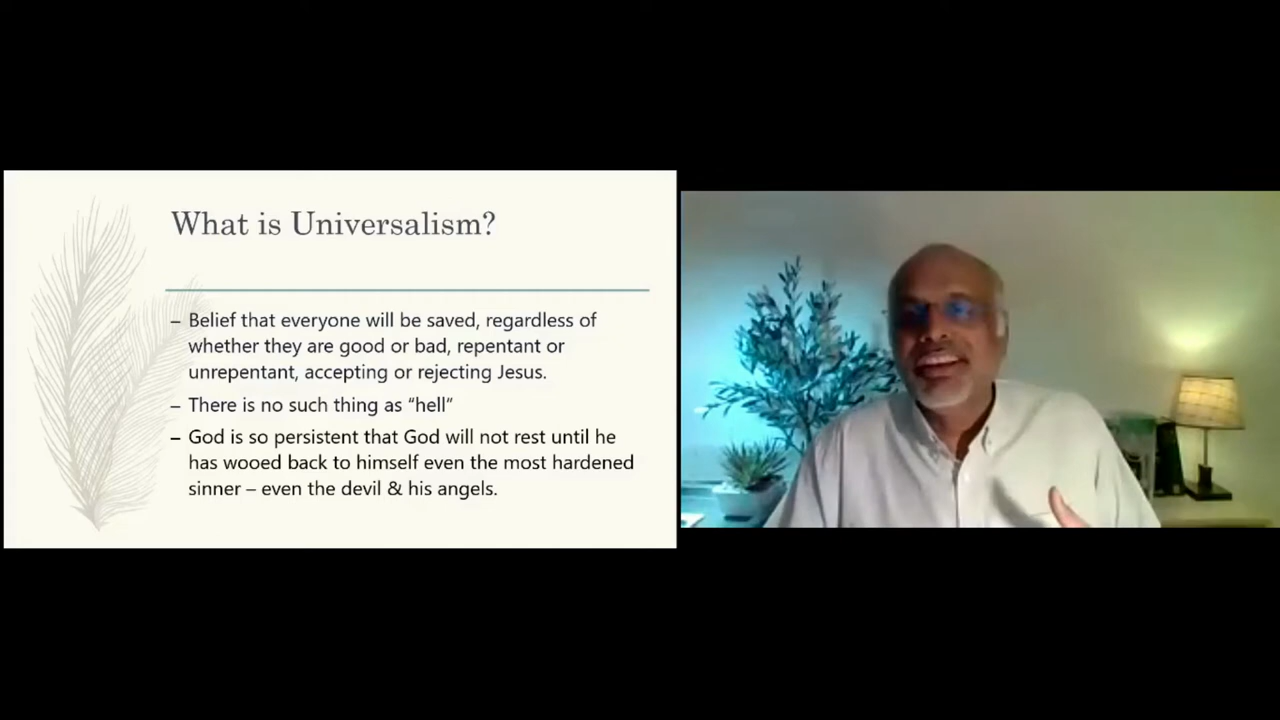 What is Universalism?
– Belief that everyone will be saved, regardless of
whether they are good or bad, repentant or
unrepentant, accepting or rejecting Jesus.
– There is no such thing as “hell”
– God is so persistent that God will not rest until he
has wooed back to himself even the most hardened
sinner – even the devil & his angels.